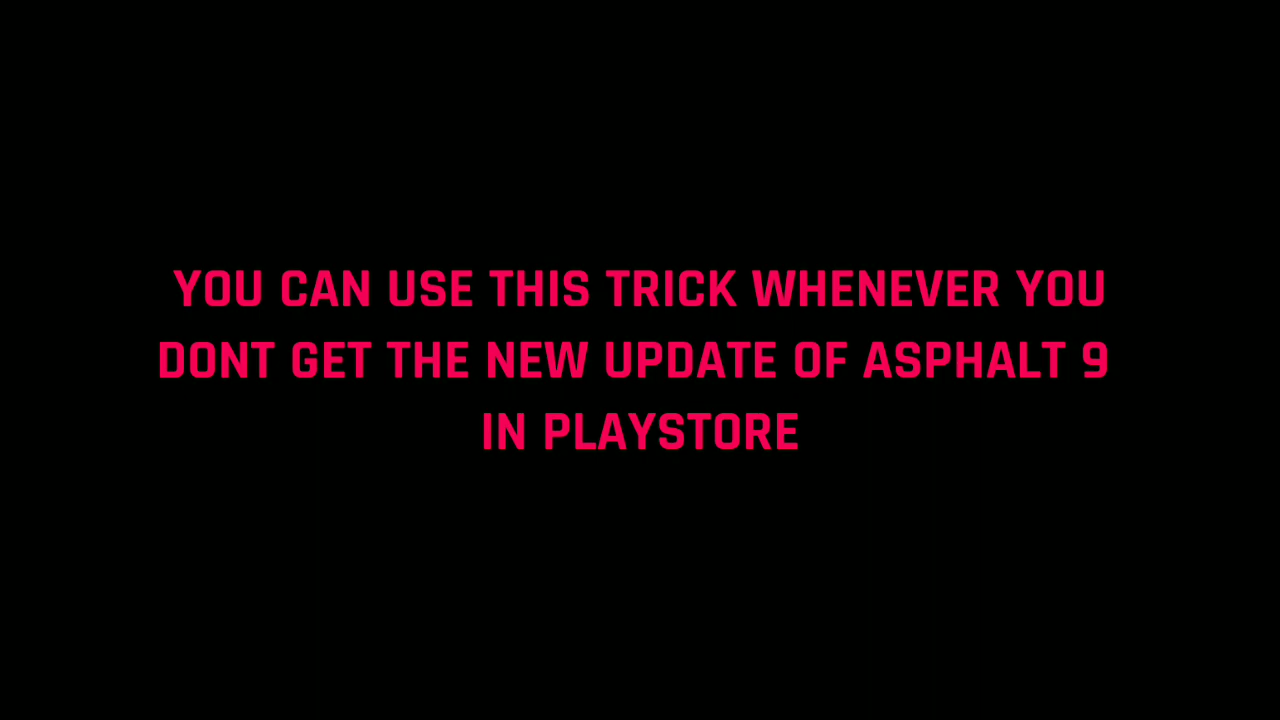 YOU CAN USE THIS TRICK WHENEVER YOU
DONT GET THE NEW UPDATE OF ASPHALT 9
IN PLAYSTORE